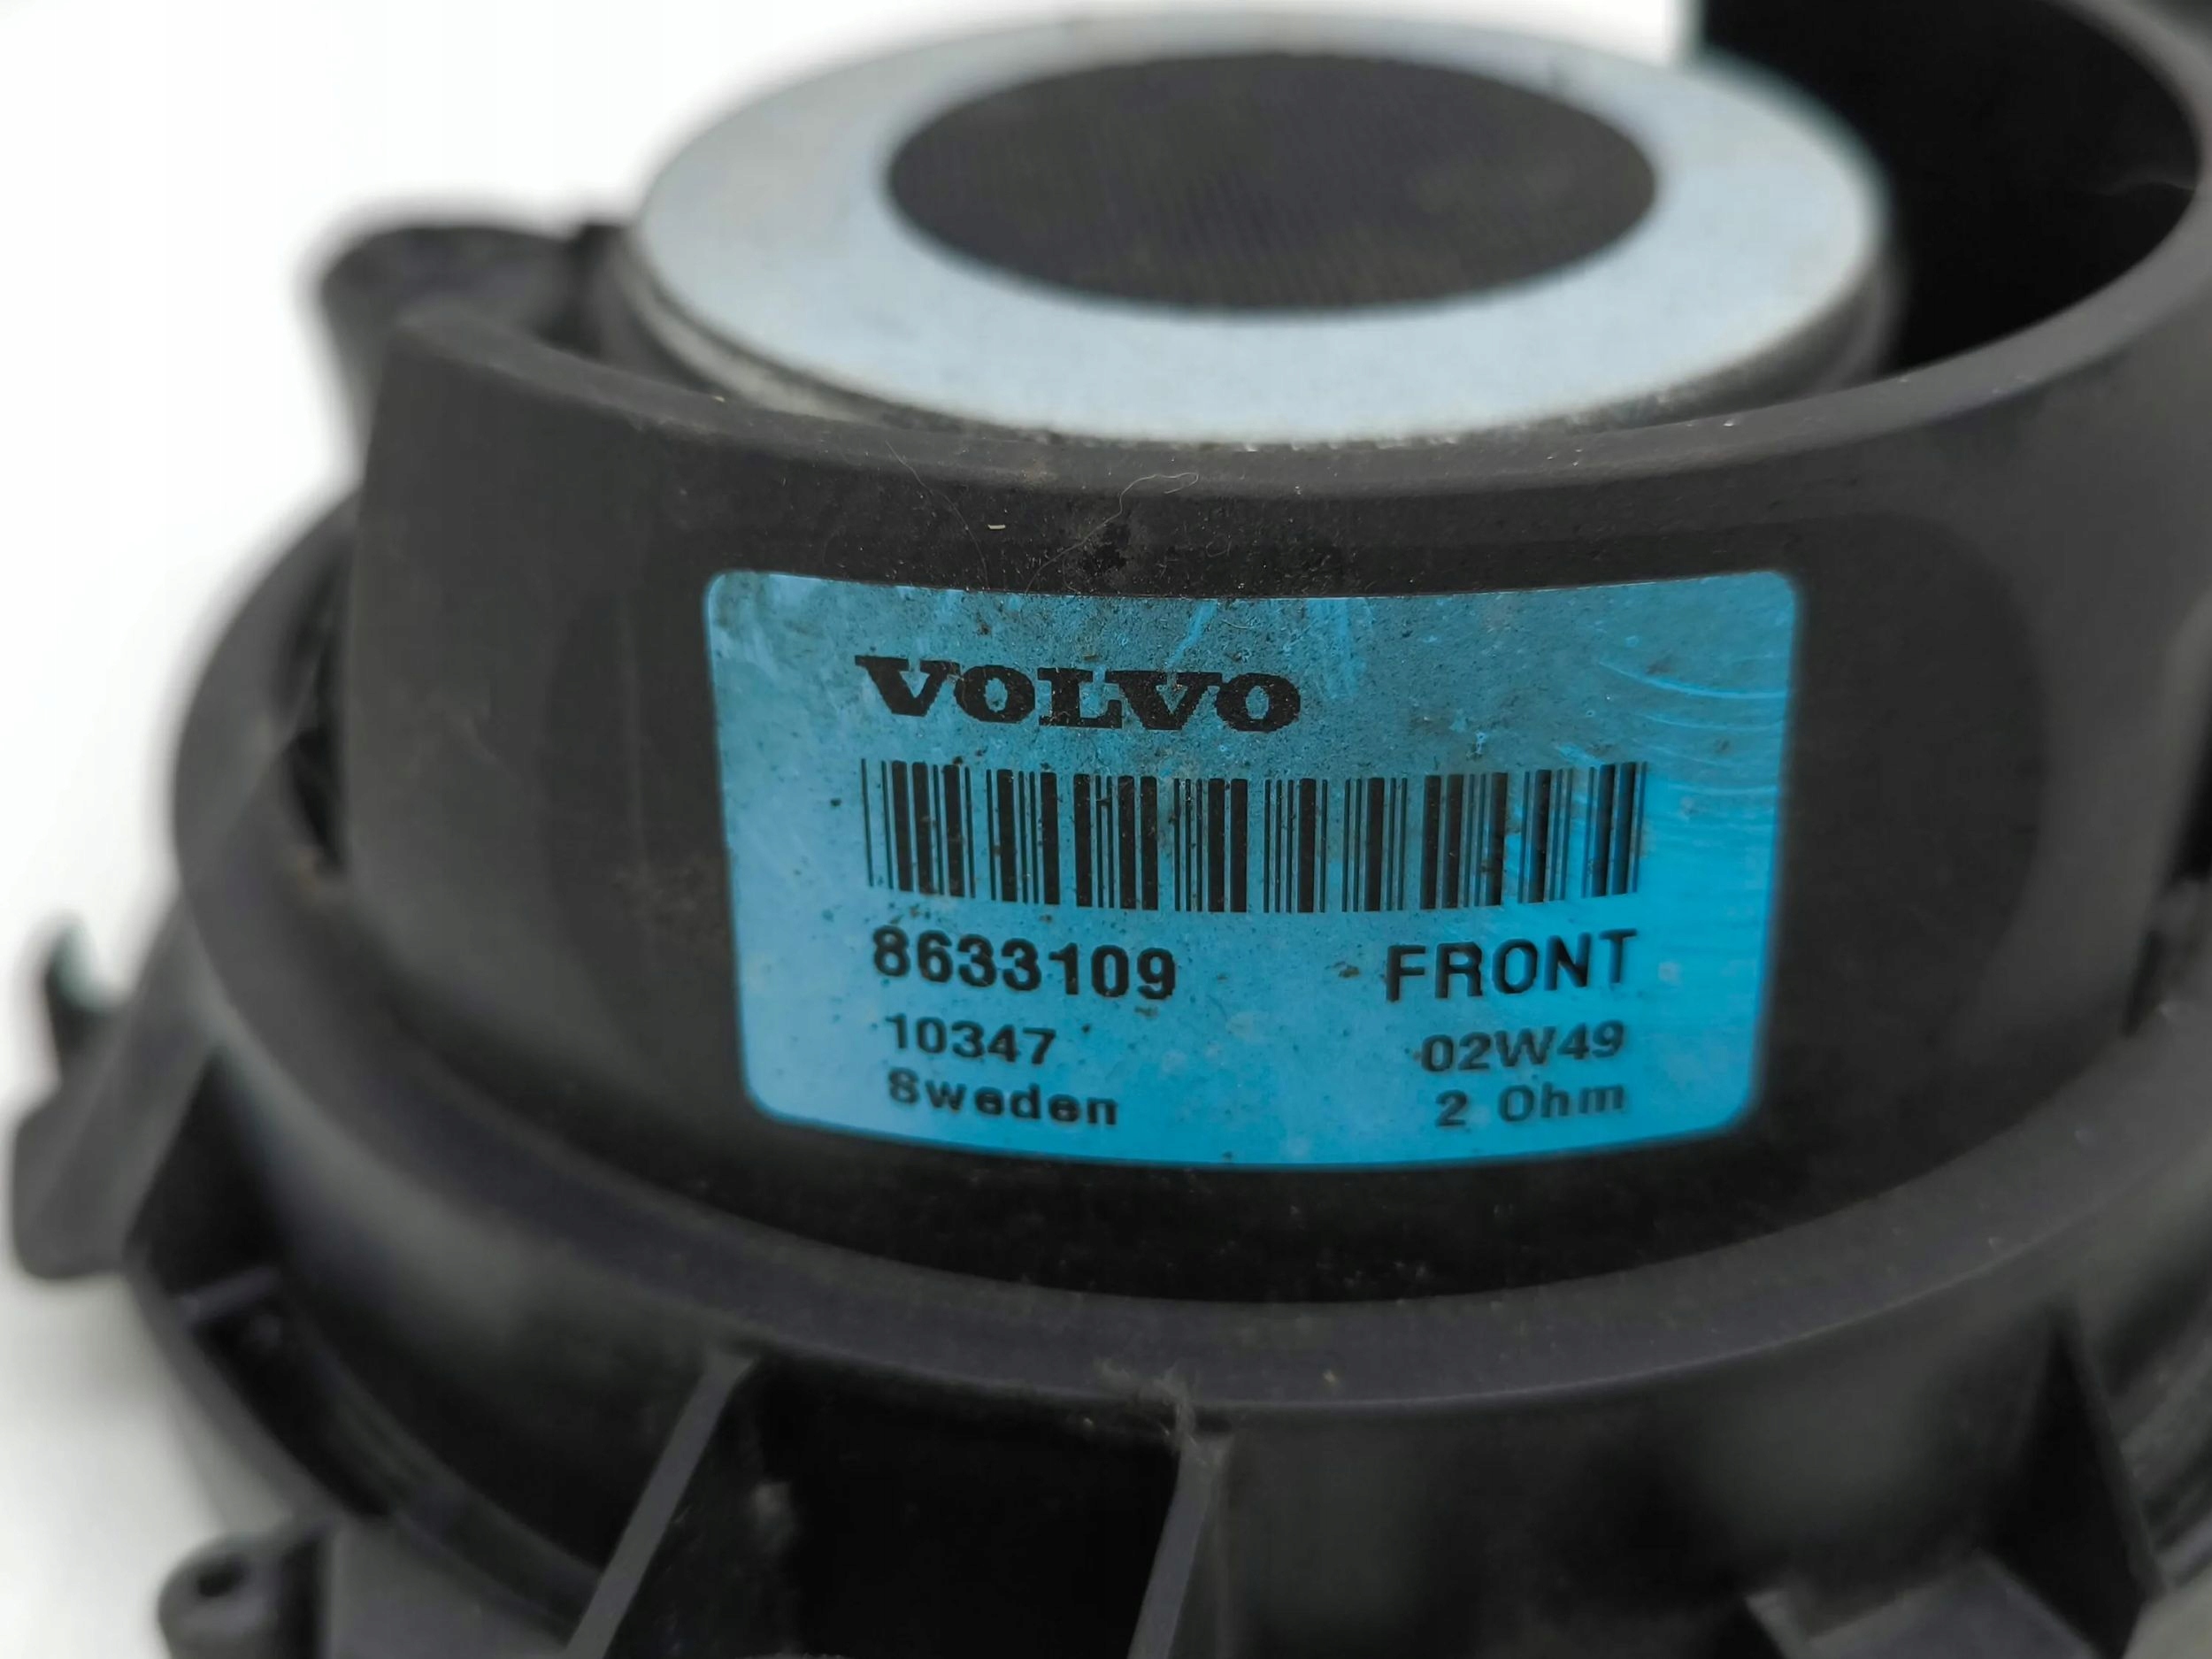 VOLVO
8633109 FRONT
10347 02W49
Sweden 2 Ohm